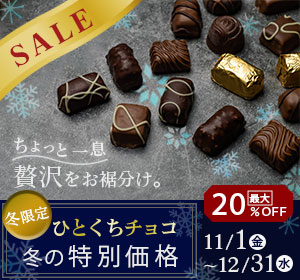 SALE
ちょっと一息
贅沢をお裾分け。
冬限定
ひとくちチョコ
冬の特別価格
最大
20%OFF
11/1金
～12/31水